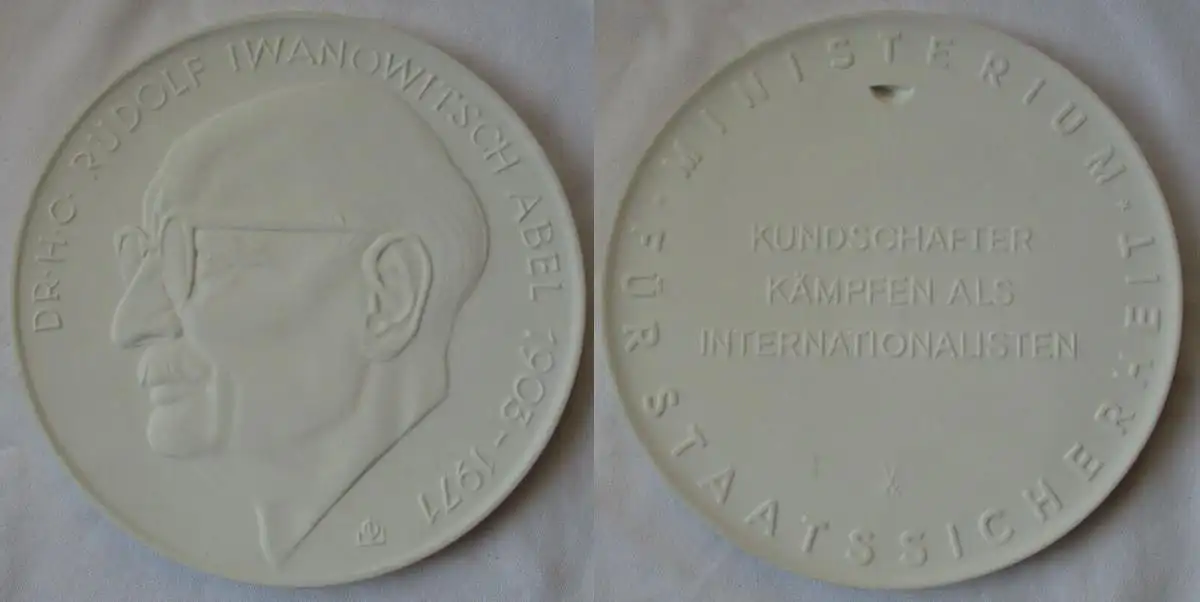 DR·H·C RUDOLF IWANOWITSCH ABEL 1903-1971
MINISTERIUM · FÜR STAATSSICHERHEIT ·
KUNDSCHAFTER
KÄMPFEN ALS
INTERNATIONALISTEN